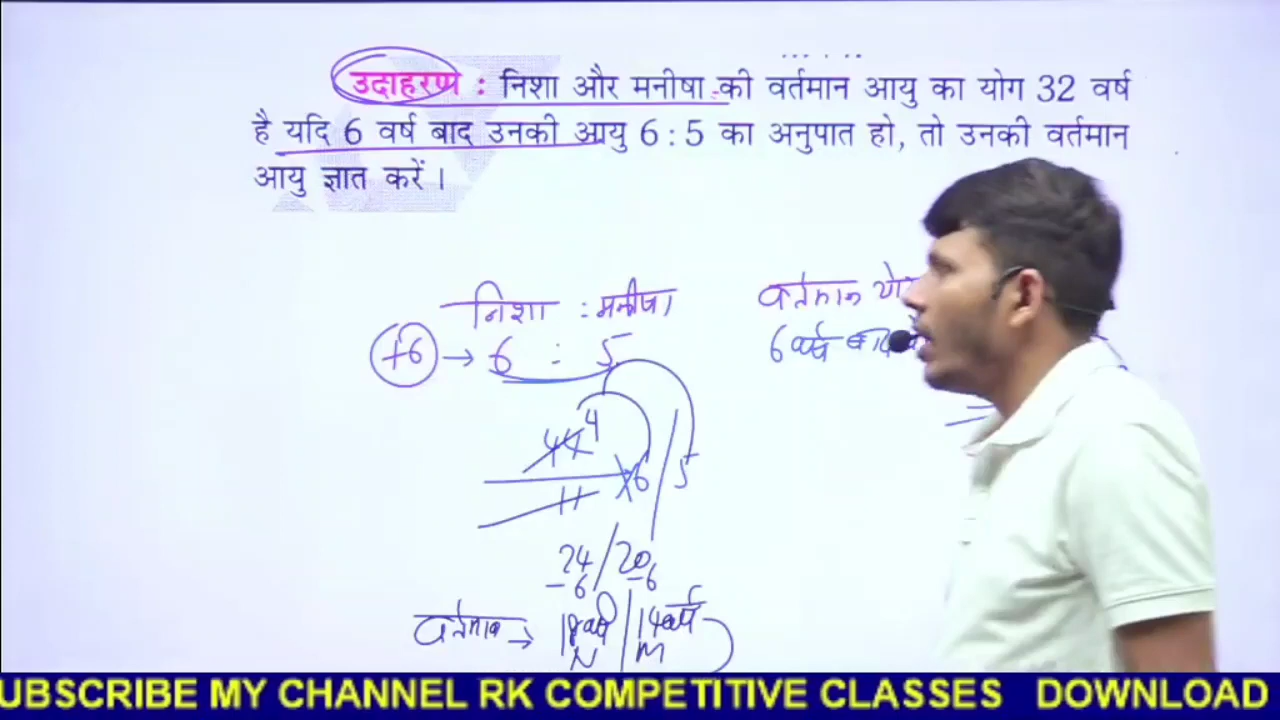 उदाहरण : निशा और मनीषा की वर्तमान आयु का योग 32 वर्ष
है यदि 6 वर्ष बाद उनकी आयु 6 : 5 का अनुपात हो, तो उनकी वर्तमान
आयु ज्ञात करें ।
निशा : मनीषा
+6 → 6 : 5
वर्तमान
6 वर्ष
44 4
11 × 6 / 5
24 / 20
-6 -6
वर्तमान → 18 वर्ष / 14 वर्ष
N / M
UBSCRIBE MY CHANNEL RK COMPETITIVE CLASSES DOWNLOAD